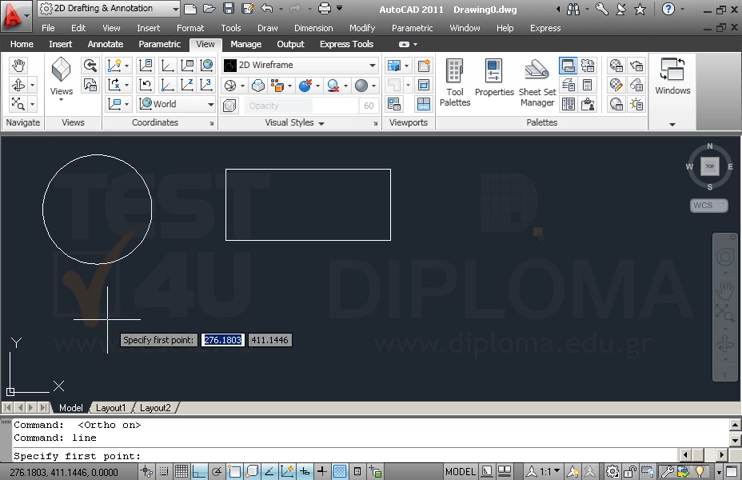 2D Drafting & Annotation
AutoCAD 2011 Drawing0.dwg
File Edit View Insert Format Tools Draw Dimension Modify
Parametric Window Help Express
Home Insert Annotate Parametric View Manage Output Express Tools
2D Wireframe
Views
World
Opacity 60
Tool Palettes
Properties
Sheet Set Manager
Windows
Navigate Views Coordinates Visual Styles Viewports Palettes
N
W TOP E
S
WCS
TEST 4U
D. DIPLOMA
www.diploma.edu.gr
Specify first point: 276.1803 411.1446
Y
X
Model Layout1 Layout2
Command: <Ortho on>
Command: line
Specify first point:
276.1803, 411.1446, 0.0000
MODEL
1:1